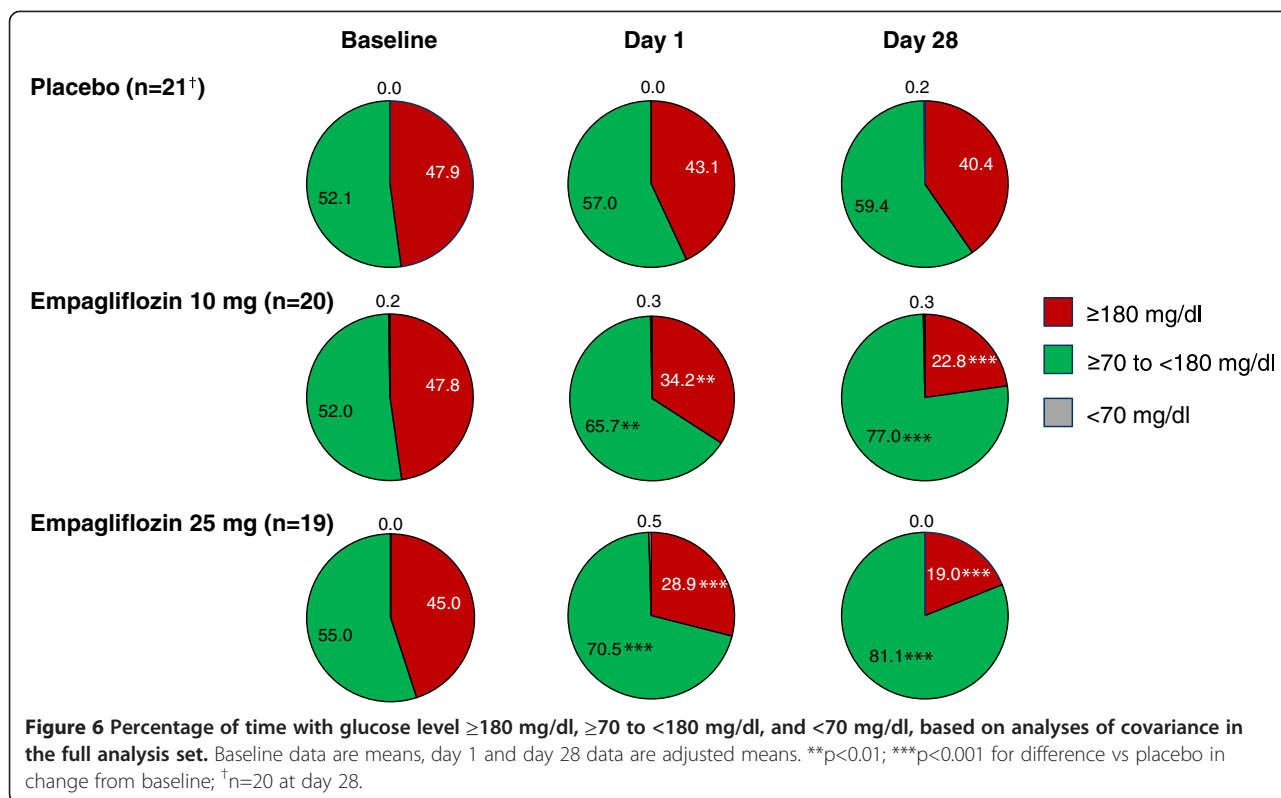 Baseline Day 1 Day 28
Placebo (n=21†)
0.0 0.0 0.2
47.9 43.1 40.4
52.1 57.0 59.4
Empagliflozin 10 mg (n=20)
0.2 0.3 0.3
47.8 34.2** 22.8***
52.0 65.7** 77.0***
≥180 mg/dl
≥70 to <180 mg/dl
<70 mg/dl
Empagliflozin 25 mg (n=19)
0.0 0.5 0.0
45.0 28.9*** 19.0***
55.0 70.5*** 81.1***
Figure 6 Percentage of time with glucose level ≥180 mg/dl, ≥70 to <180 mg/dl, and <70 mg/dl, based on analyses of covariance in
the full analysis set. Baseline data are means, day 1 and day 28 data are adjusted means. **p<0.01; ***p<0.001 for difference vs placebo in
change from baseline; †n=20 at day 28.